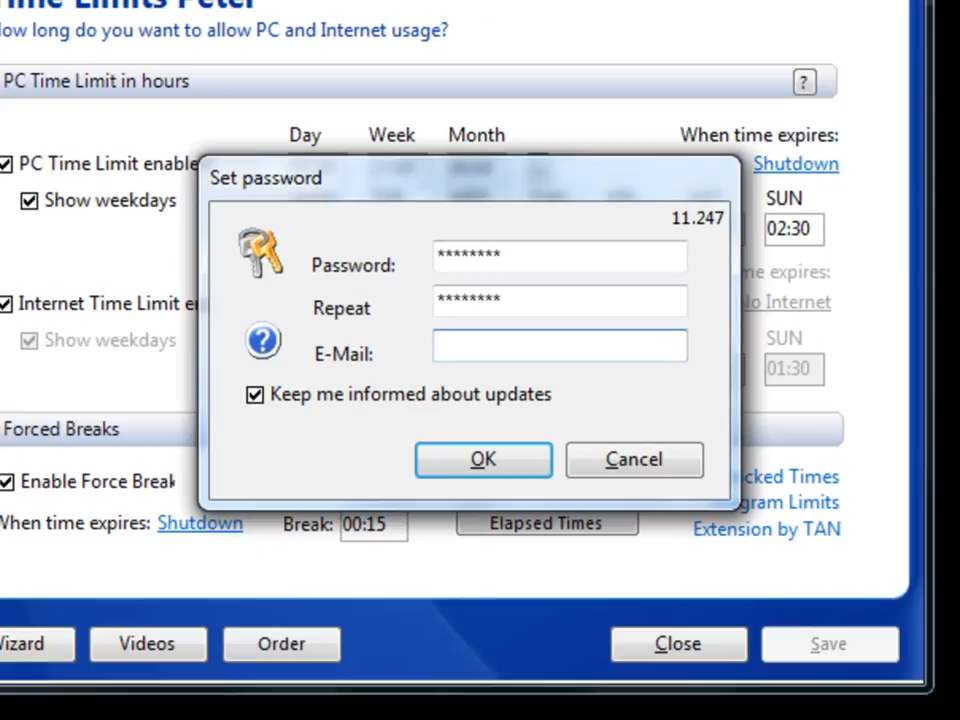 Time Limits Peter
How long do you want to allow PC and Internet usage?
PC Time Limit in hours
?
Day Week Month When time expires:
PC Time Limit enable Shutdown
Show weekdays SUN
02:30
Set password
11.247
Password: ********
Repeat ********
E-Mail:
Keep me informed about updates
OK Cancel
me expires:
Internet Time Limit No Internet
Show weekdays SUN
01:30
Forced Breaks
Enable Force Break
cked Times
gram Limits
When time expires: Shutdown Break: 00:15 Elapsed Times Extension by TAN
Wizard Videos Order Close Save